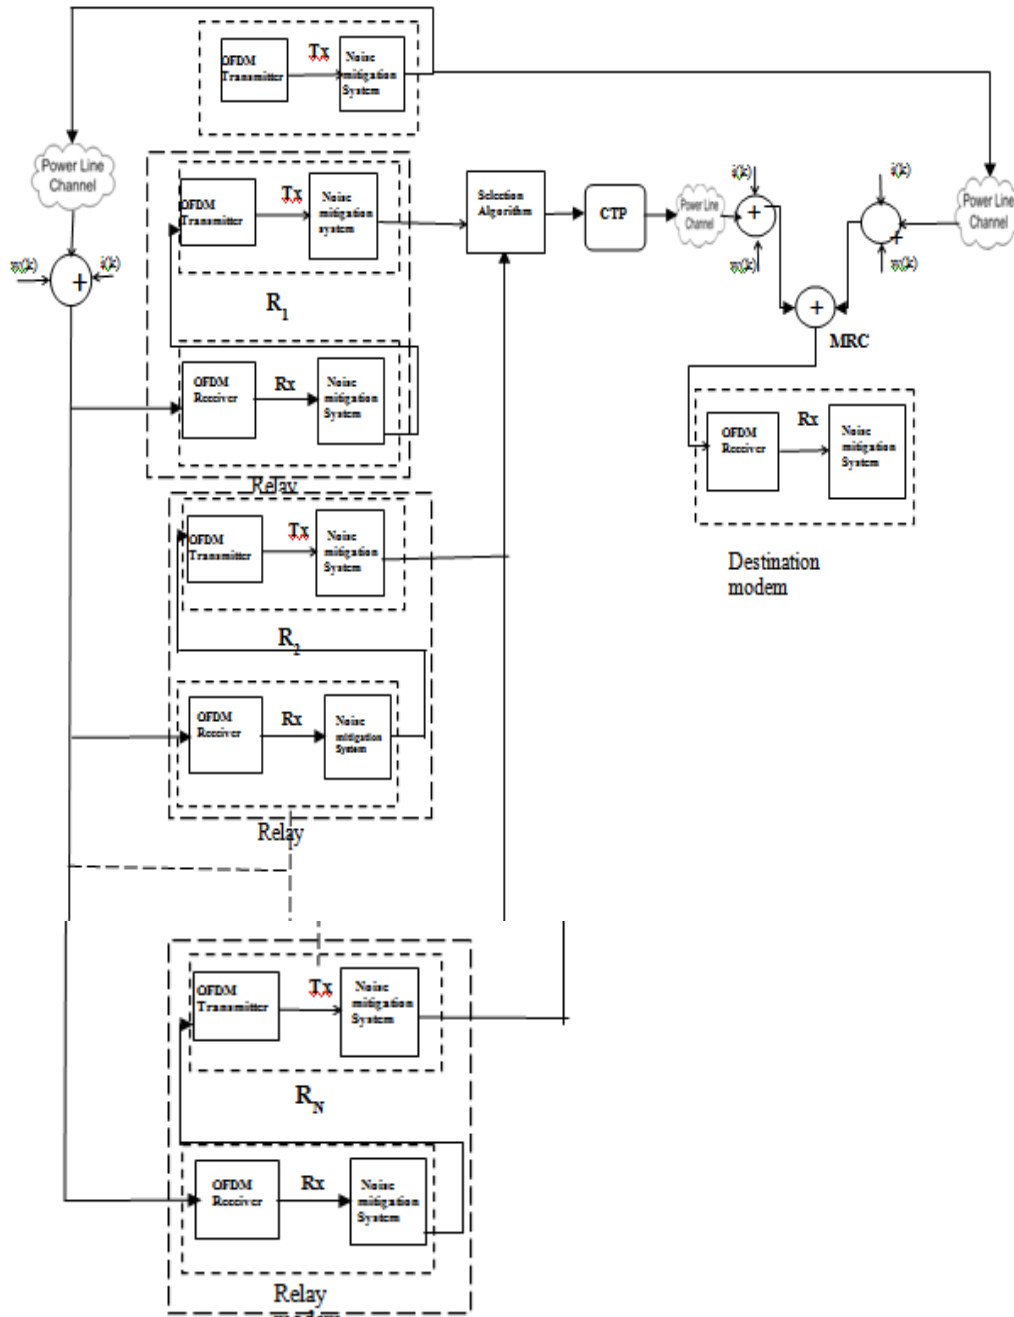 OFDM
Transmitter
Tx
Noise
mitigation
System
Power Line
Channel
w(k)
i(k)
+
OFDM
Transmitter
Tx
Noise
mitigation
system
R1
OFDM
Receiver
Rx
Noise
mitigation
System
Relay
Selection
Algorithm
CTP
Power Line
Channel
i(k)
+
w(k)
i(k)
+
w(k)
Power Line
Channel
+
MRC
OFDM
Receiver
Rx
Noise
mitigation
System
Destination
modem
OFDM
Transmitter
Tx
Noise
mitigation
System
R2
OFDM
Receiver
Rx
Noise
mitigation
System
Relay
OFDM
Transmitter
Tx
Noise
mitigation
System
RN
OFDM
Receiver
Rx
Noise
mitigation
System
Relay